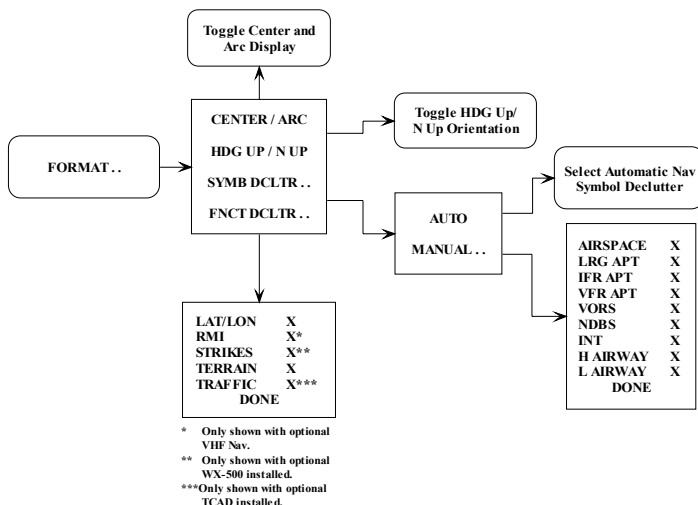 Toggle Center and
Arc Display
CENTER / ARC
HDG UP / N UP
SYMB DCLTR . .
FNCT DCLTR . .
Toggle HDG Up/
N Up Orientation
FORMAT . .
Select Automatic Nav
Symbol Declutter
AUTO
MANUAL . .
AIRSPACE X
LRG APT X
IFR APT X
VFR APT X
VORS X
NDBS X
INT X
H AIRWAY X
L AIRWAY X
DONE
LAT/LON X
RMI X*
STRIKES X**
TERRAIN X
TRAFFIC X***
DONE
* Only shown with optional
VHF Nav.
** Only shown with optional
WX-500 installed.
***Only shown with optional
TCAD installed.